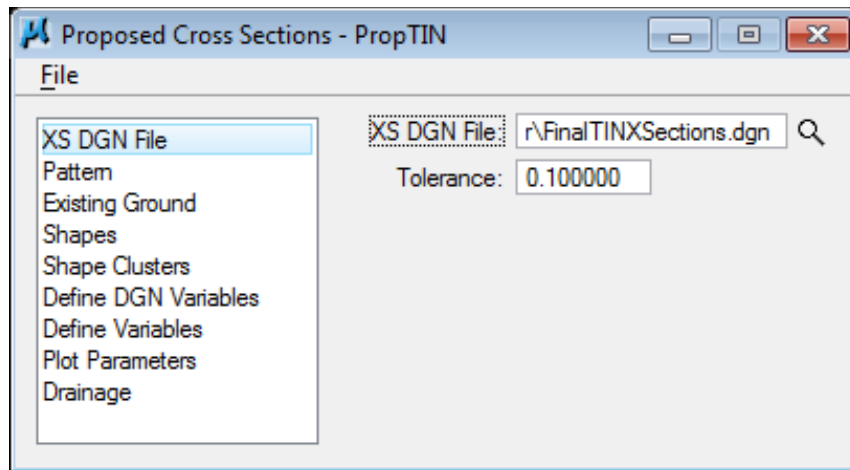 Proposed Cross Sections - PropTIN
File
XS DGN File
Pattern
Existing Ground
Shapes
Shape Clusters
Define DGN Variables
Define Variables
Plot Parameters
Drainage
XS DGN File: r\FinalTINXSections.dgn
Tolerance: 0.100000